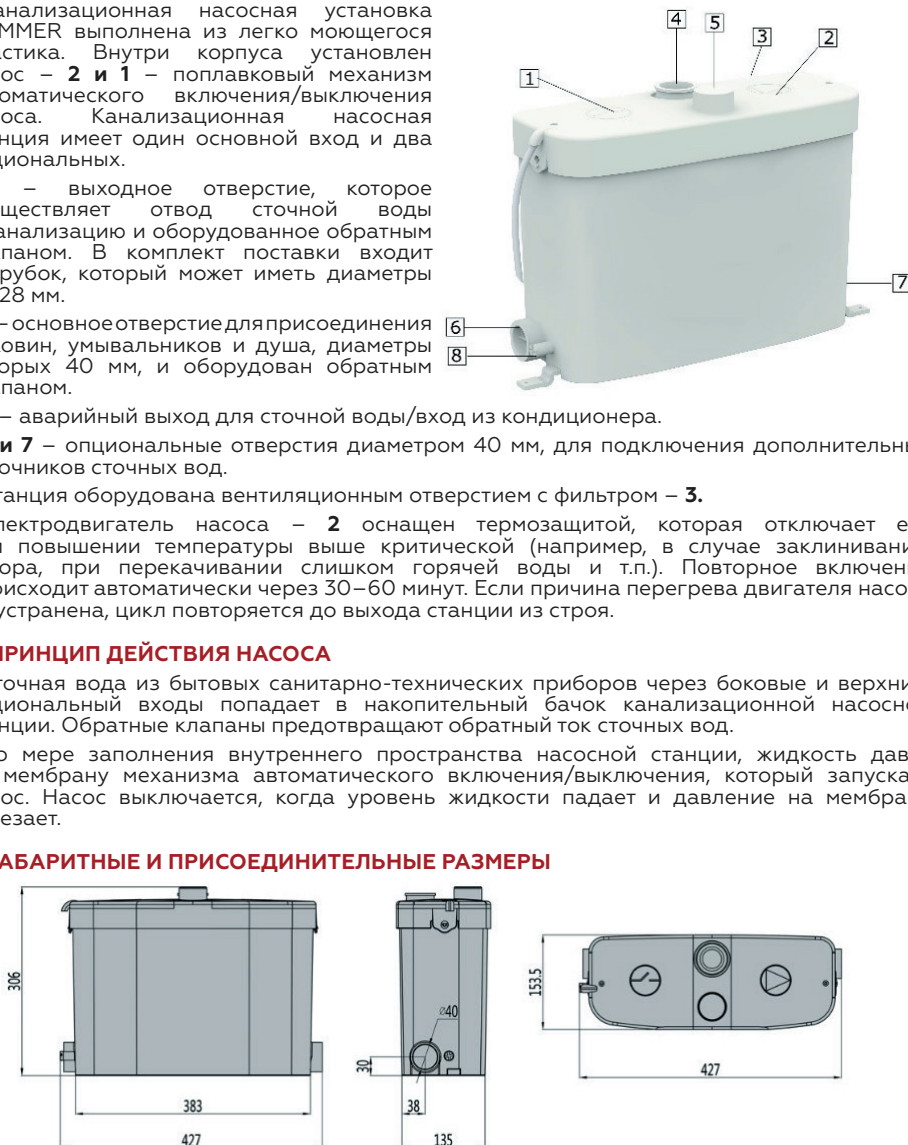 анализационная насосная установка
MMER выполнена из легко моющегося
астика. Внутри корпуса установлен
ос – 2 и 1 – поплавковый механизм
томатического включения/выключения
оса. Канализационная насосная
нция имеет один основной вход и два
циональных.
– выходное отверстие, которое
ществляет отвод сточной воды
анализацию и оборудованное обратным
апаном. В комплект поставки входит
рубок, который может иметь диаметры
28 мм.
– основное отверстие для присоединения
овин, умывальников и душа, диаметры
орых 40 мм, и оборудован обратным
апаном.
1
2
3
4
5
6
7
8
– аварийный выход для сточной воды/вход из кондиционера.
и 7 – опциональные отверстия диаметром 40 мм, для подключения дополнительны
очников сточных вод.
танция оборудована вентиляционным отверстием с фильтром – 3.
лектродвигатель насоса – 2 оснащен термозащитой, которая отключает е
и повышении температуры выше критической (например, в случае заклинивани
ора, при перекачивании слишком горячей воды и т.п.). Повторное включен
оисходит автоматически через 30–60 минут. Если причина перегрева двигателя насо
устранена, цикл повторяется до выхода станции из строя.
РИНЦИП ДЕЙСТВИЯ НАСОСА
точная вода из бытовых санитарно-технических приборов через боковые и верхни
циональный входы попадает в накопительный бачок канализационной насосно
нции. Обратные клапаны предотвращают обратный ток сточных вод.
о мере заполнения внутреннего пространства насосной станции, жидкость дав
мембрану механизма автоматического включения/выключения, который запуска
ос. Насос выключается, когда уровень жидкости падает и давление на мембра
езает.
АБАРИТНЫЕ И ПРИСОЕДИНИТЕЛЬНЫЕ РАЗМЕРЫ
306
383
427
⌀40
30
38
135
153.5
427